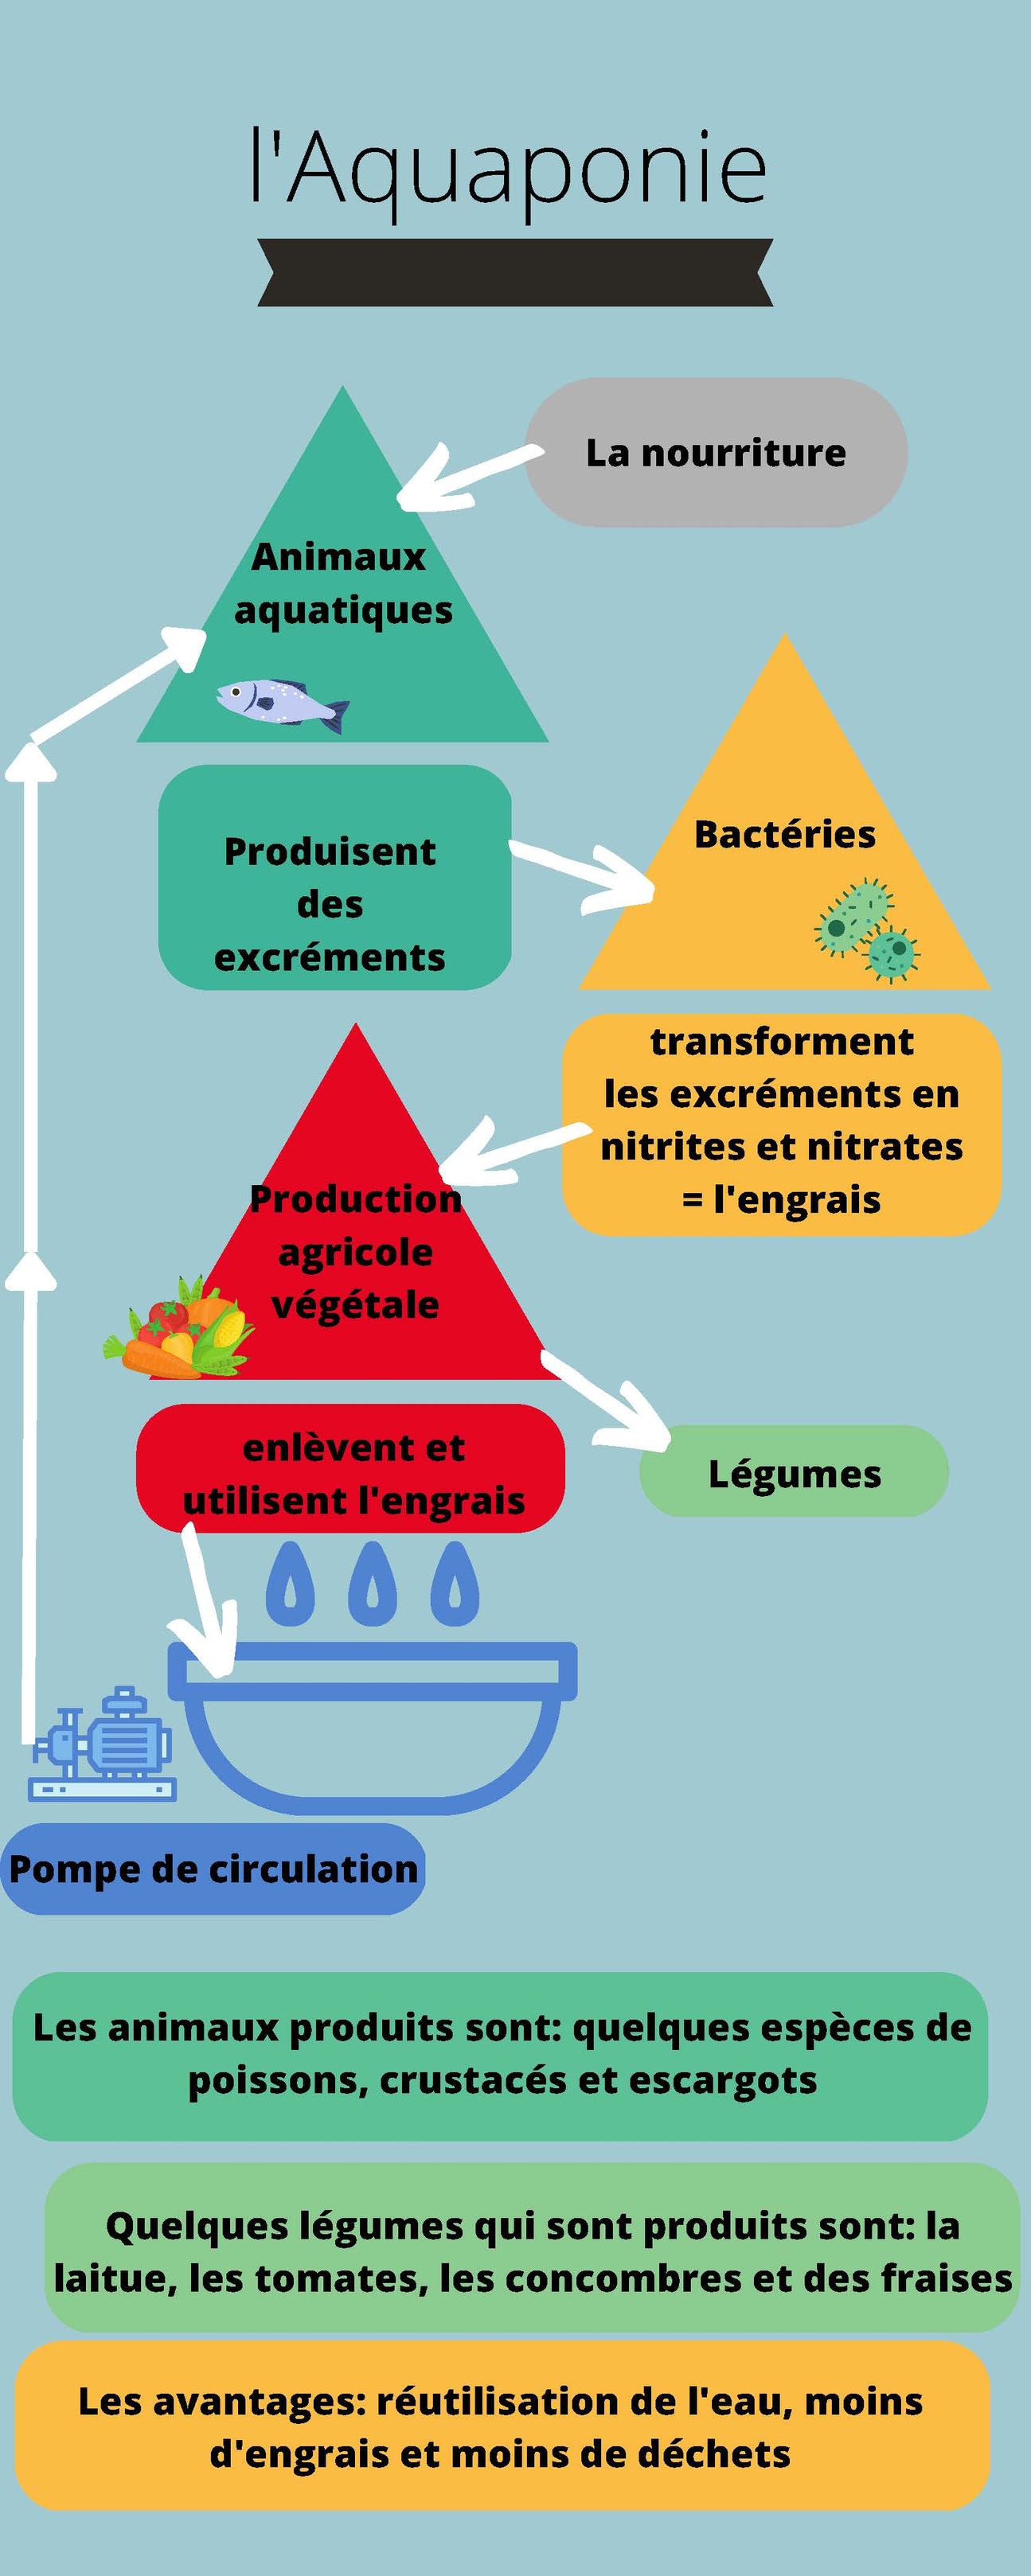 l'Aquaponie
La nourriture
Animaux
aquatiques
Produisent
des
excréments
Bactéries
transforment
les excréments en
nitrites et nitrates
= l'engrais
Production
agricole
végétale
enlèvent et
utilisent l'engrais
Légumes
Pompe de circulation
Les animaux produits sont: quelques espèces de
poissons, crustacés et escargots
Quelques légumes qui sont produits sont: la
laitue, les tomates, les concombres et des fraises
Les avantages: réutilisation de l'eau, moins
d'engrais et moins de déchets